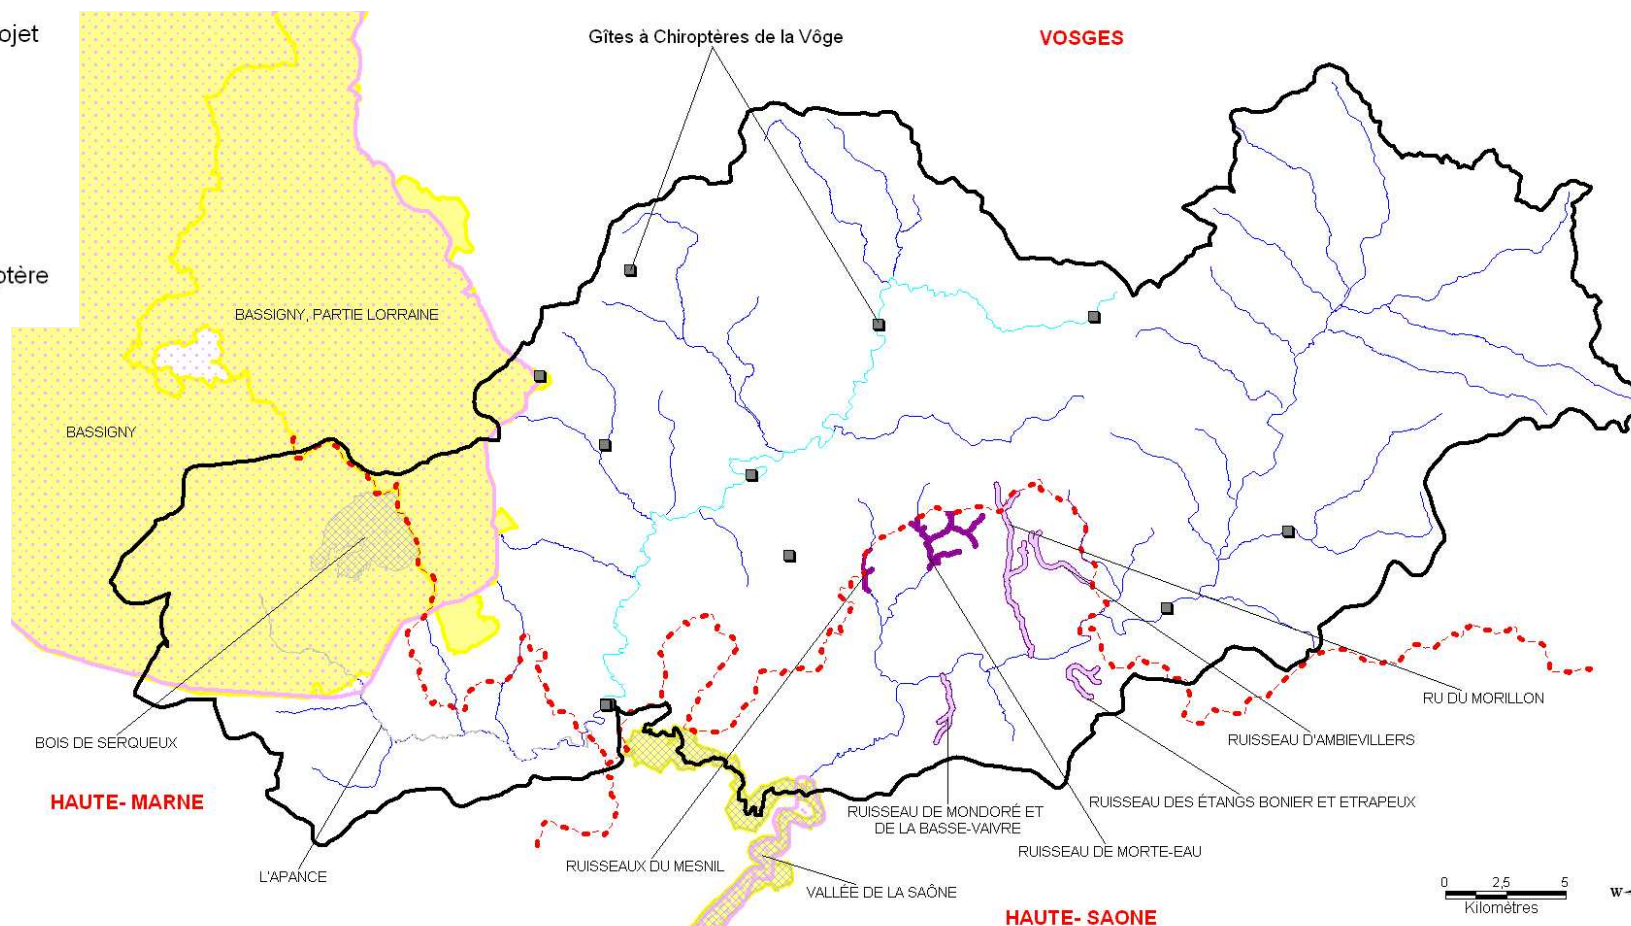 ojet
Gîtes à Chiroptères de la Vôge
VOSGES
otère
BASSIGNY, PARTIE LORRAINE
BASSIGNY
RU DU MORILLON
BOIS DE SERQUEUX
RUISSEAU D'AMBIEVILLERS
HAUTE- MARNE
RUISSEAU DES ÉTANGS BONIER ET ETRAPEUX
RUISSEAU DE MONDORÉ ET
DE LA BASSE-VAIVRE
RUISSEAU DE MORTE-EAU
RUISSEAUX DU MESNIL
L'APANCE
VALLÉE DE LA SAÔNE
HAUTE- SAONE
0 2,5 5
Kilomètres
W